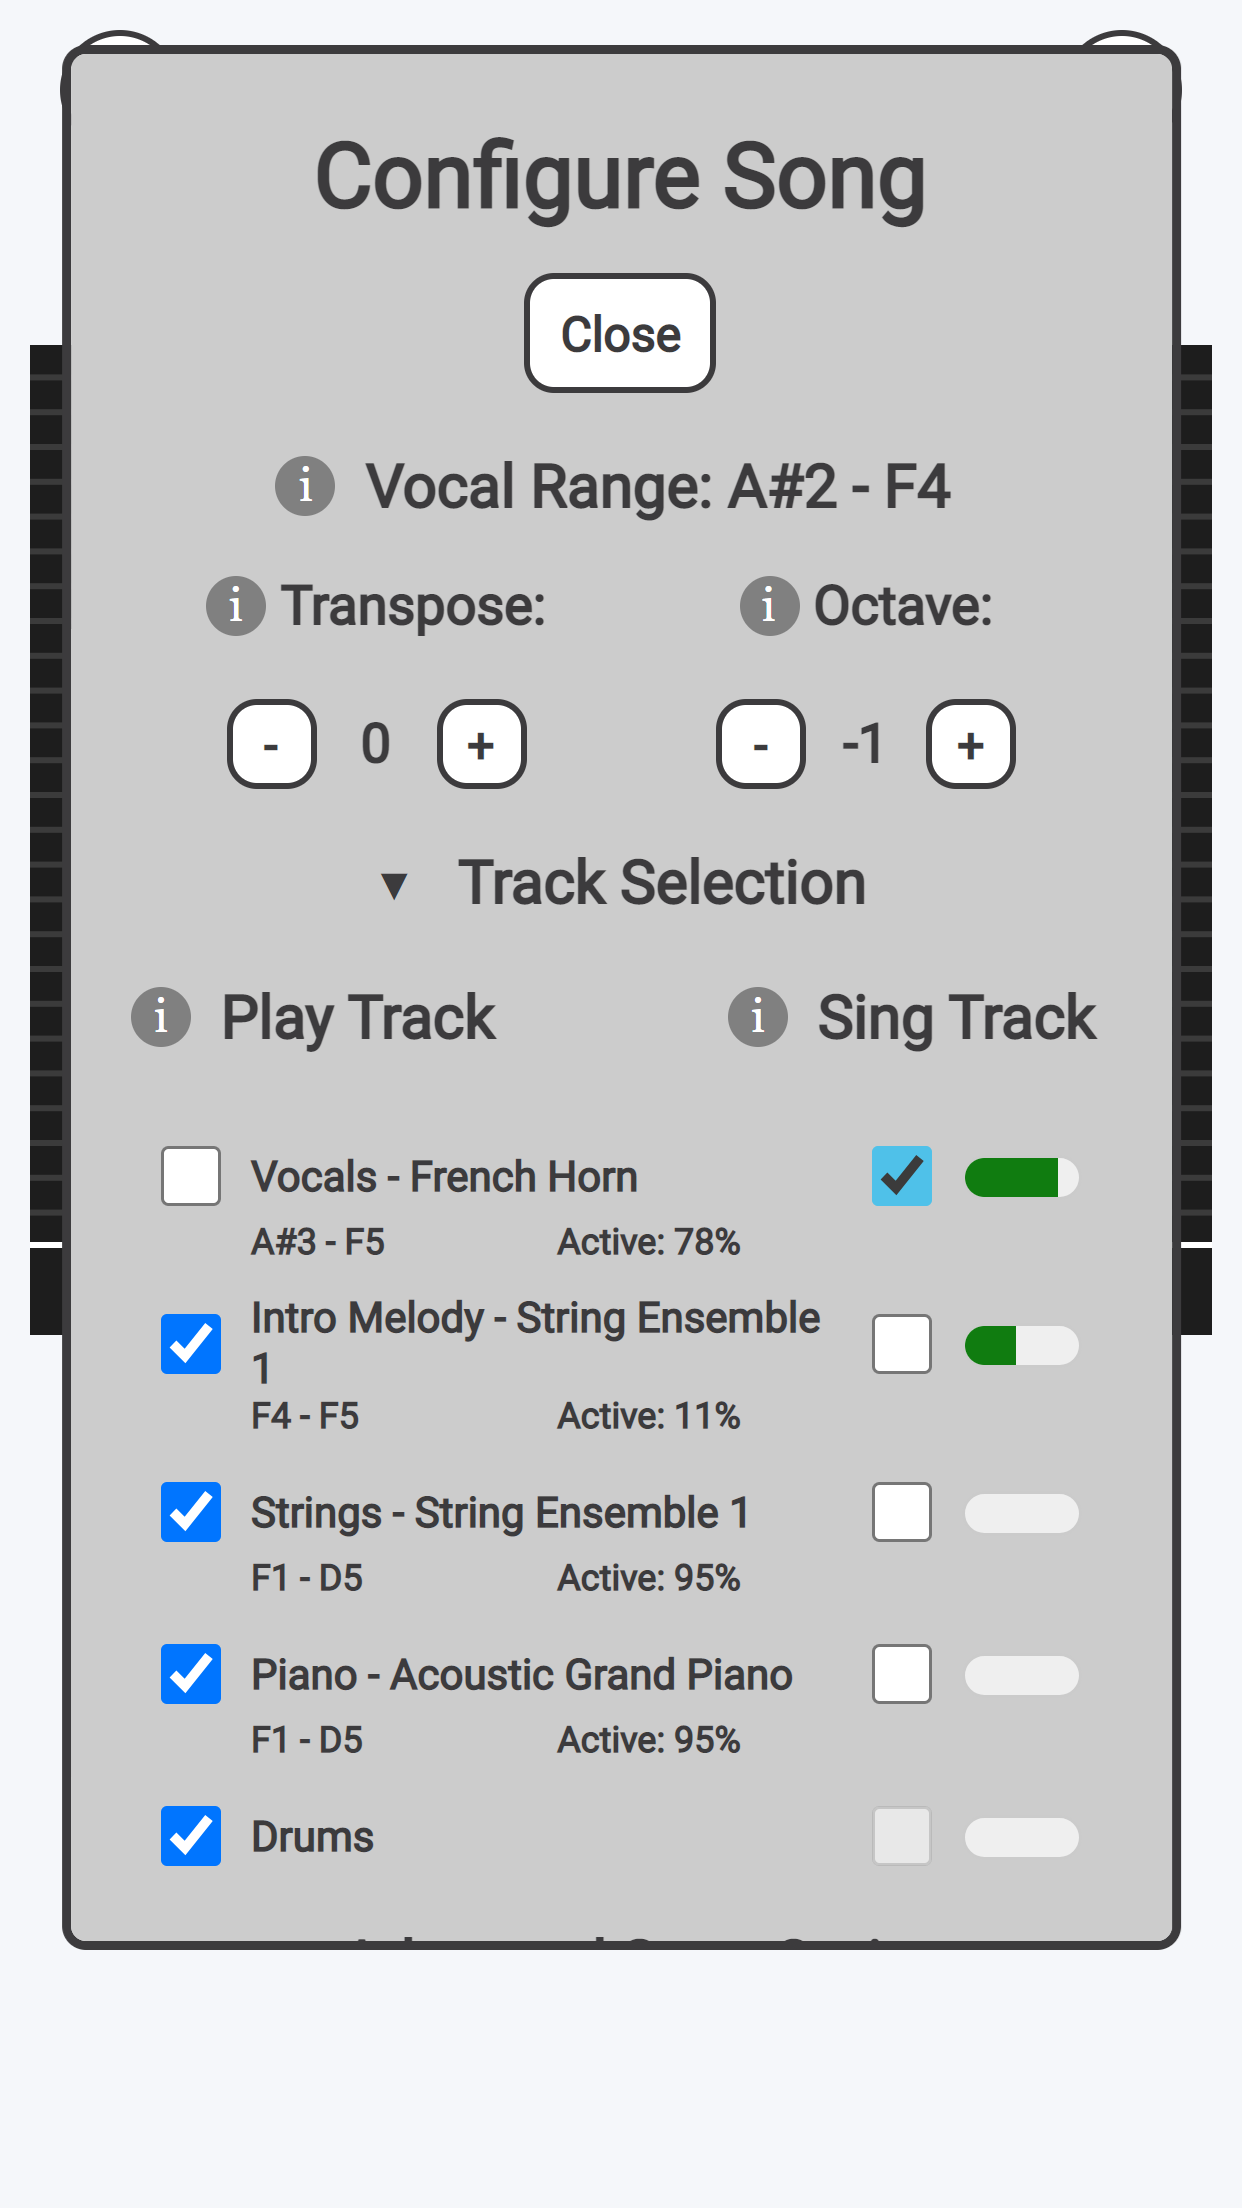 Configure Song
Close
i Vocal Range: A#2 - F4
i Transpose: i Octave:
- 0 + - -1 +
▼ Track Selection
i Play Track i Sing Track
Vocals - French Horn
A#3 - F5 Active: 78%
Intro Melody - String Ensemble
1
F4 - F5 Active: 11%
Strings - String Ensemble 1
F1 - D5 Active: 95%
Piano - Acoustic Grand Piano
F1 - D5 Active: 95%
Drums